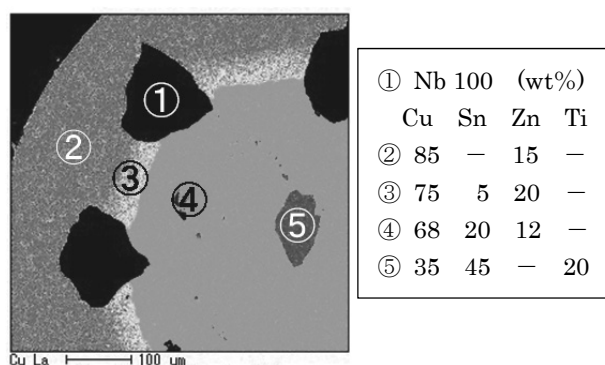 ①
②
③
④
⑤
Cu La 100 um
① Nb 100 (wt%)
Cu Sn Zn Ti
② 85 − 15 −
③ 75 5 20 −
④ 68 20 12 −
⑤ 35 45 − 20